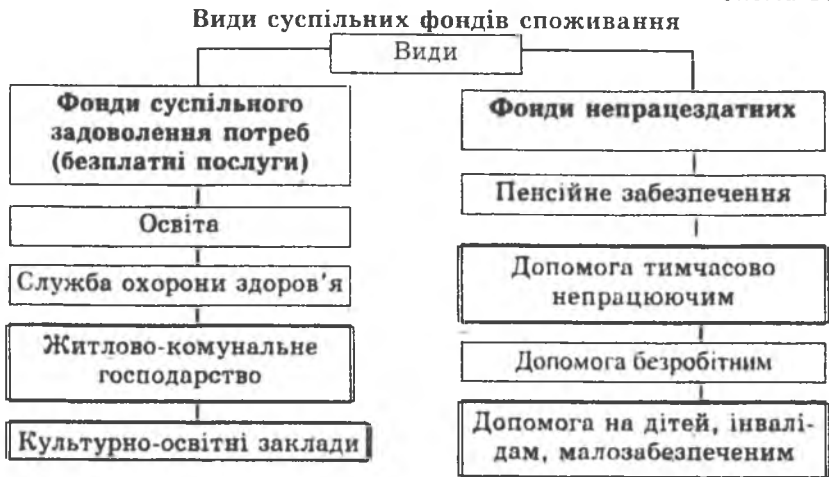 Види суспільних фондів споживання
Види
Фонди суспільного
задоволення потреб
(безплатні послуги)
Освіта
Служба охорони здоров'я
Житлово-комунальне
господарство
Культурно-освітні заклади
Фонди непрацездатних
Пенсійне забезпечення
Допомога тимчасово
непрацюючим
Допомога безробітним
Допомога на дітей, інвалі-
дам, малозабезпеченим